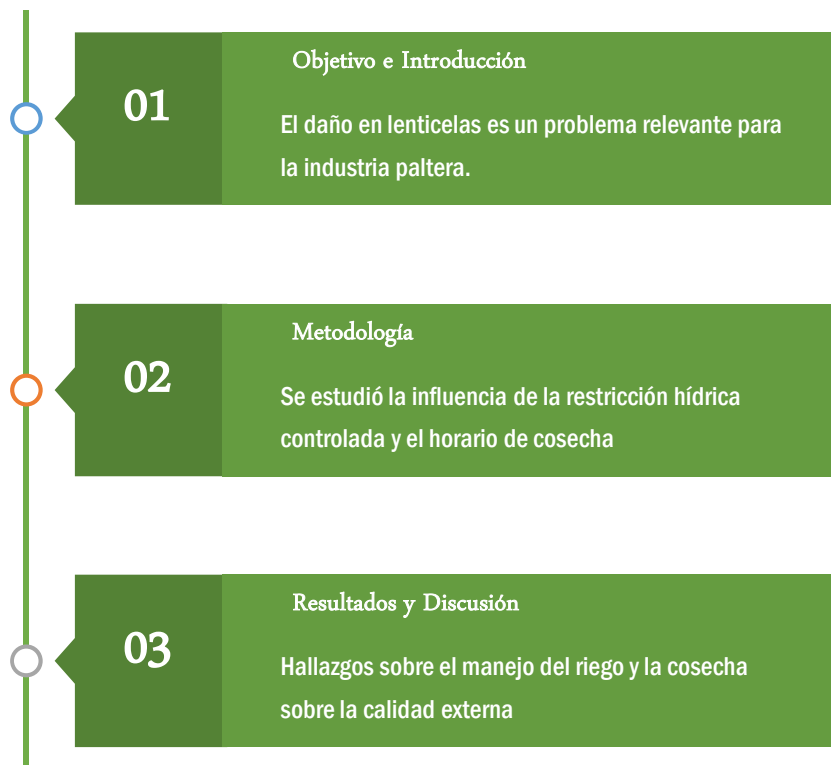 01
Objetivo e Introducción
El daño en lenticelas es un problema relevante para
la industria paltera.
02
Metodología
Se estudió la influencia de la restricción hídrica
controlada y el horario de cosecha
03
Resultados y Discusión
Hallazgos sobre el manejo del riego y la cosecha
sobre la calidad externa